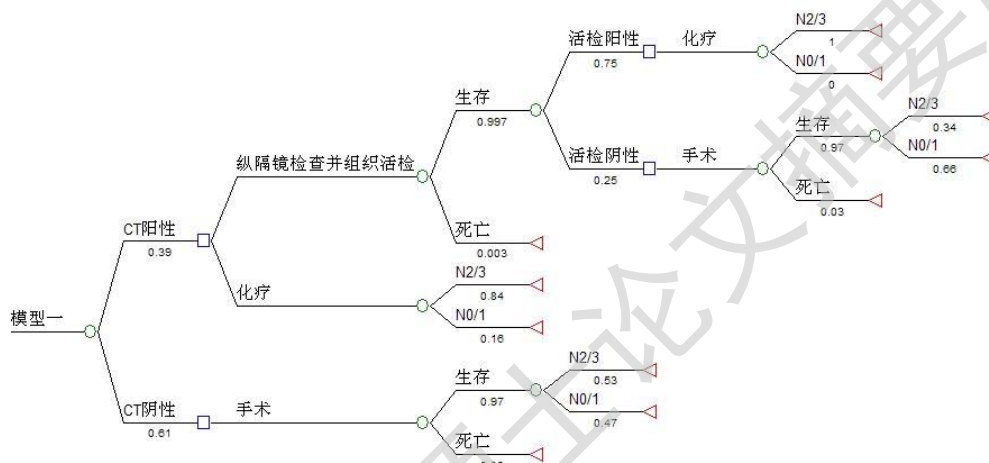 活检阳性
0.75
化疗
N2/3
1
N0/1
0
生存
0.997
活检阴性
0.25
手术
生存
0.97
N2/3
0.34
N0/1
0.66
死亡
0.03
纵隔镜检查并组织活检
死亡
0.003
CT阳性
0.39
化疗
N2/3
0.84
N0/1
0.16
模型一
CT阴性
0.61
手术
生存
0.97
N2/3
0.53
N0/1
0.47
死亡
士论文摘要